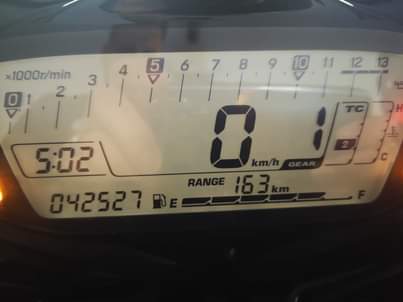 ×1000r/min
0 1 2 3 4 5 6 7 8 9 10 11 12 13
°C
TC H
0 km/h 1
GEAR
2
C
5:02
RANGE 163 km
042527 E F